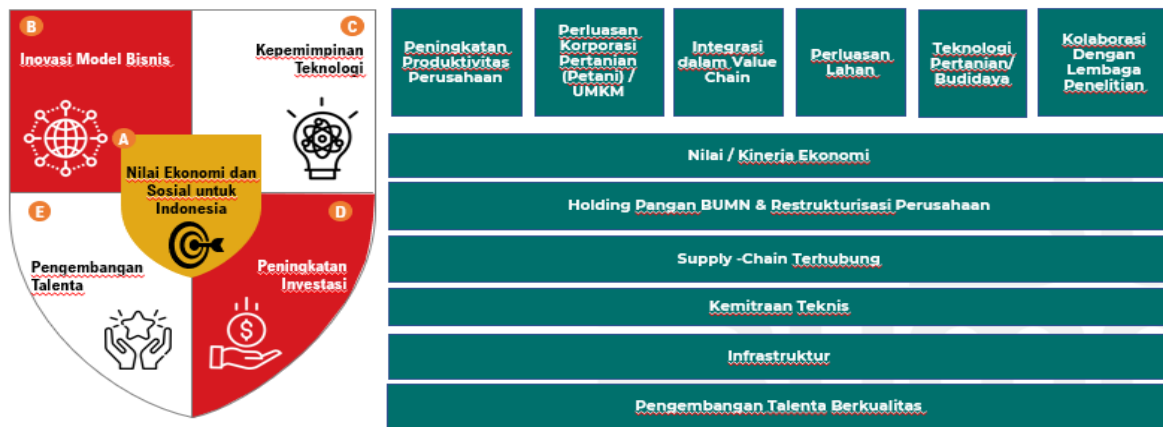 B
Inovasi Model Bisnis
C
Kepemimpinan
Teknologi
A
Nilai Ekonomi dan
Sosial untuk
Indonesia
E
Pengembangan
Talenta
D
Peningkatan
Investasi
$
Peningkatan
Produktivitas
Perusahaan
Perluasan
Korporasi
Pertanian
(Petani) /
UMKM
Integrasi
dalam Value
Chain
Perluasan
Lahan
Teknologi
Pertanian/
Budidaya
Kolaborasi
Dengan
Lembaga
Penelitian
Nilai / Kinerja Ekonomi
Holding Pangan BUMN & Restrukturisasi Perusahaan
Supply -Chain Terhubung
Kemitraan Teknis
Infrastruktur
Pengembangan Talenta Berkualitas